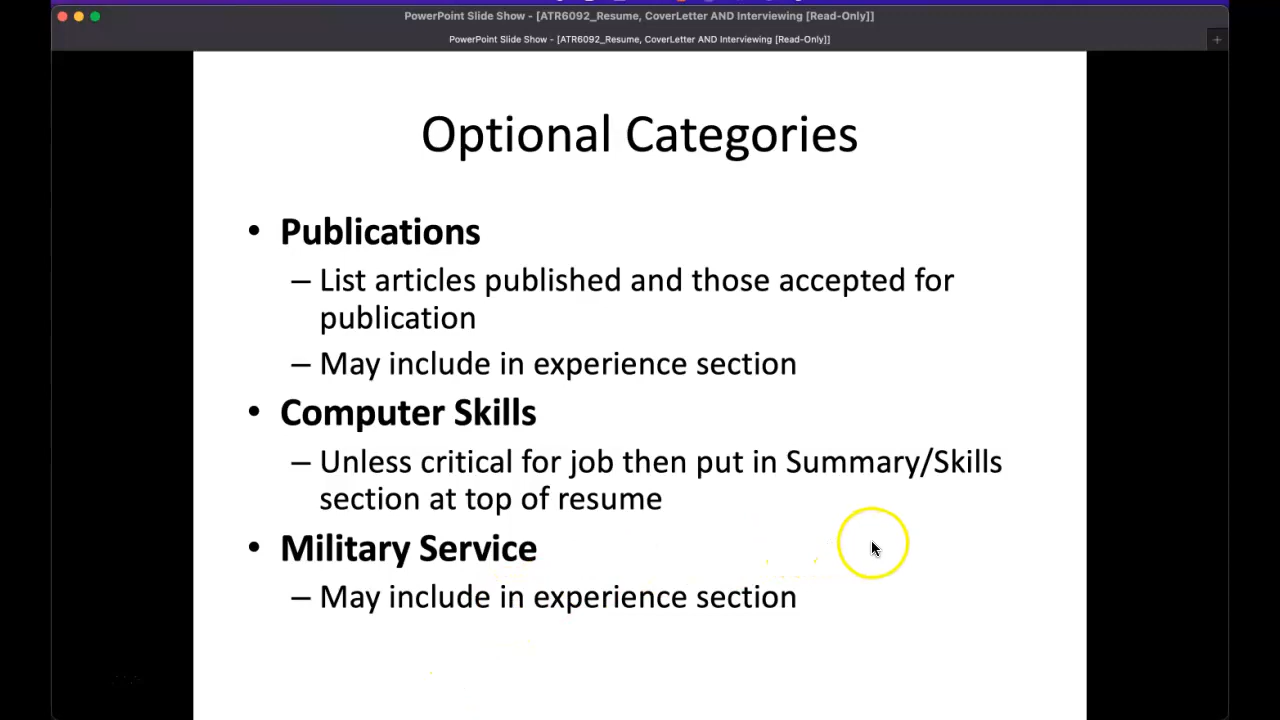 PowerPoint Slide Show - [ATR6092_Resume, CoverLetter AND Interviewing [Read-Only]]
PowerPoint Slide Show - [ATR6092_Resume, CoverLetter AND Interviewing [Read-Only]]
Optional Categories
• Publications
– List articles published and those accepted for
publication
– May include in experience section
• Computer Skills
– Unless critical for job then put in Summary/Skills
section at top of resume
• Military Service
– May include in experience section